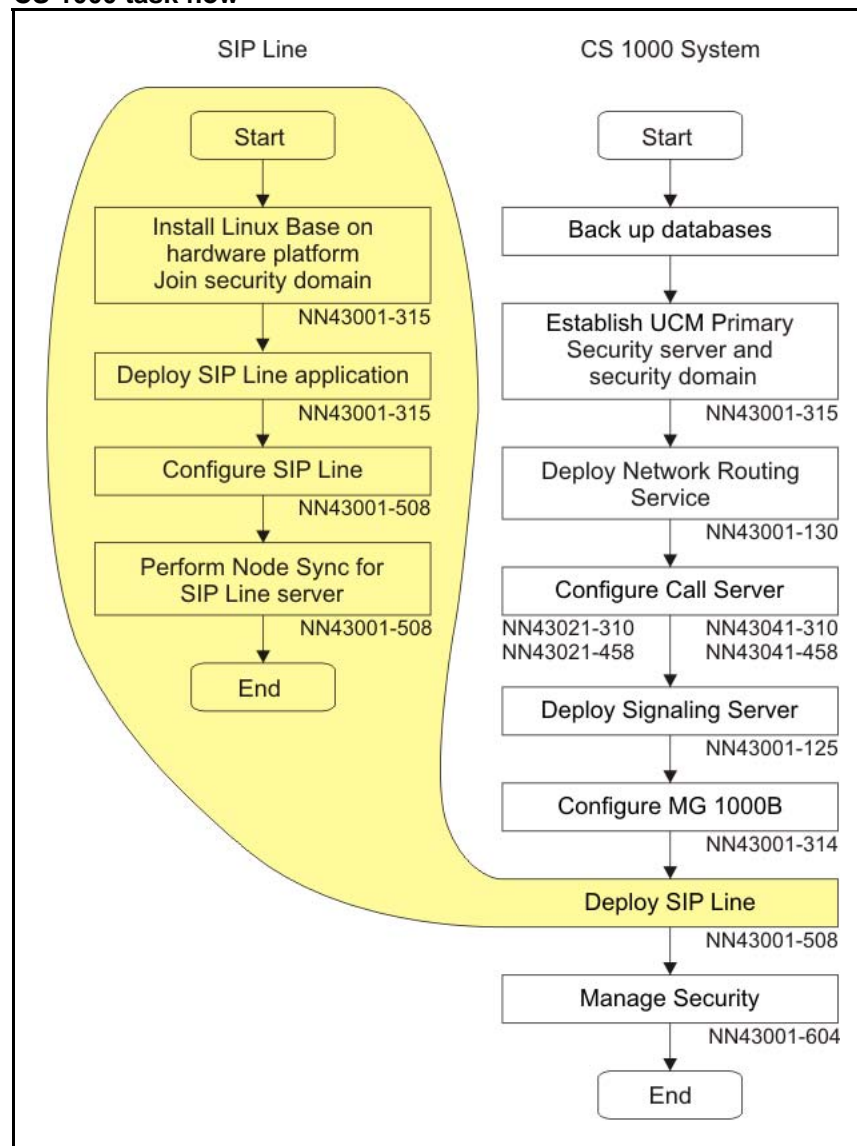 CS 1000 task flow
SIP Line
Start
Install Linux Base on
hardware platform
Join security domain
NN43001-315
Deploy SIP Line application
NN43001-315
Configure SIP Line
NN43001-508
Perform Node Sync for
SIP Line server
NN43001-508
End
CS 1000 System
Start
Back up databases
Establish UCM Primary
Security server and
security domain
NN43001-315
Deploy Network Routing
Service
NN43001-130
Configure Call Server
NN43021-310 NN43041-310
NN43021-458 NN43041-458
Deploy Signaling Server
NN43001-125
Configure MG 1000B
NN43001-314
Deploy SIP Line
NN43001-508
Manage Security
NN43001-604
End